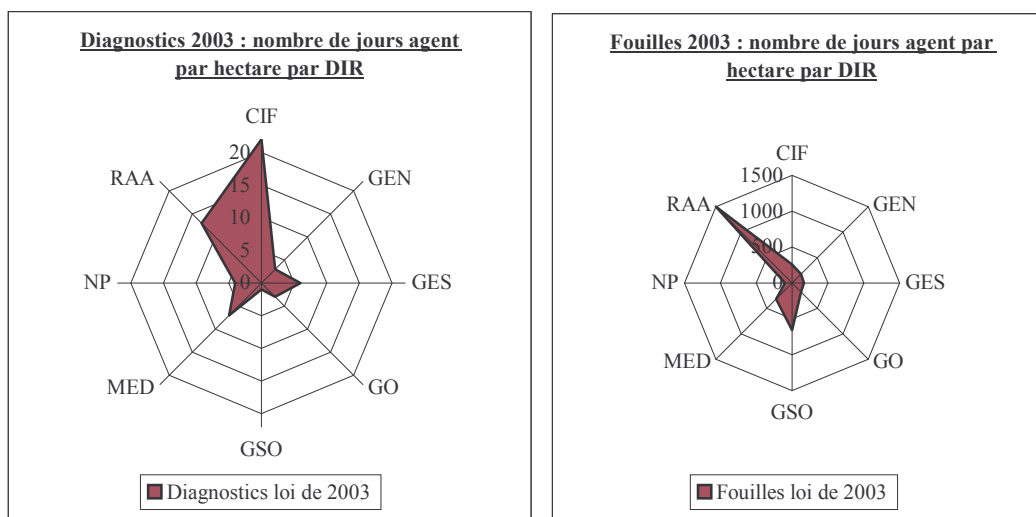 Diagnostics 2003 : nombre de jours agent
par hectare par DIR
CIF
20
15
10
5
0
GEN
GES
GO
GSO
MED
NP
RAA
Diagnostics loi de 2003
Fouilles 2003 : nombre de jours agent par
hectare par DIR
CIF
1500
1000
500
0
GEN
GES
GO
GSO
MED
NP
RAA
Fouilles loi de 2003